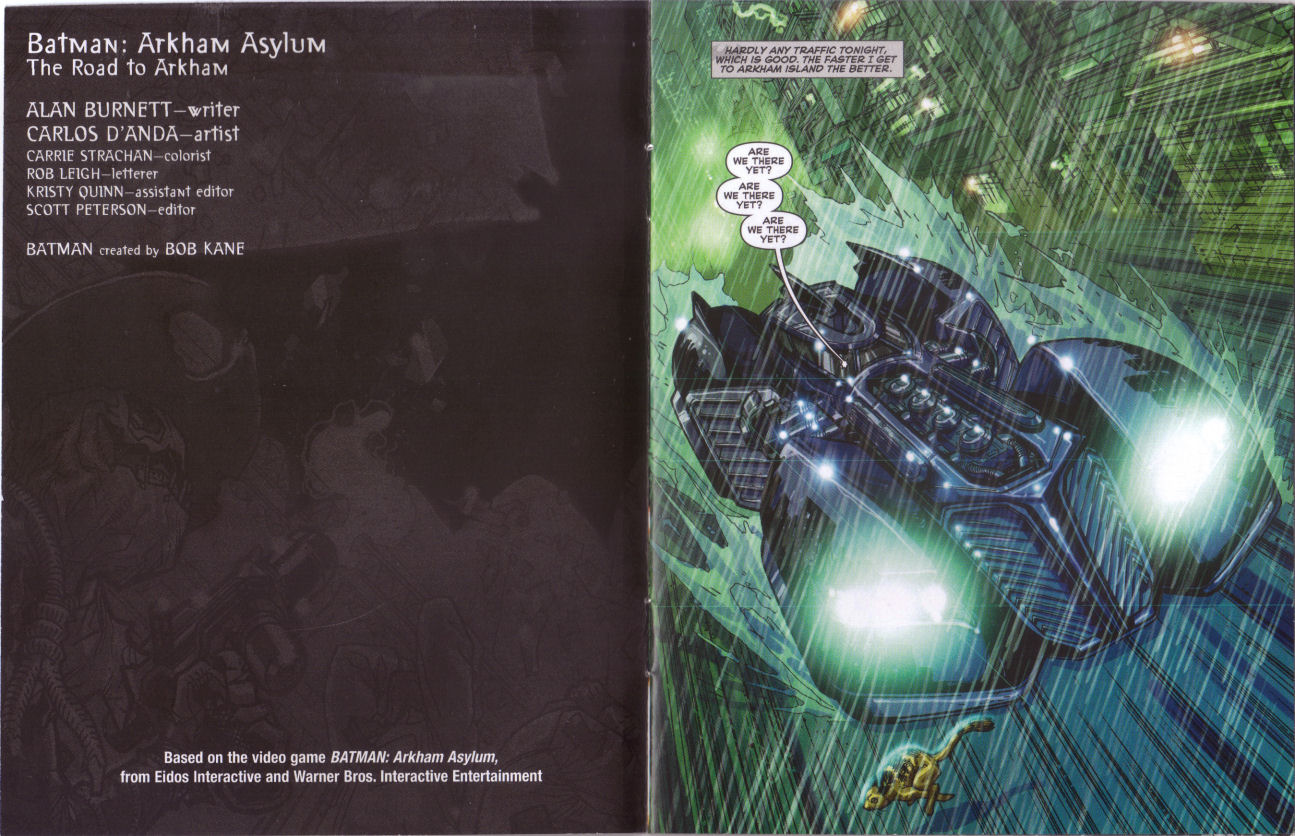 Batman: Arkham Asylum
The Road to Arkham
ALAN BURNETT—writer
CARLOS D'ANDA—artist
CARRIE STRACHAN—colorist
ROB LEIGH—letterer
KRISTY QUINN—assistant editor
SCOTT PETERSON—editor
BATMAN created by BOB KANE
Based on the video game BATMAN: Arkham Asylum,
from Eidos Interactive and Warner Bros. Interactive Entertainment
HARDLY ANY TRAFFIC TONIGHT,
WHICH IS GOOD. THE FASTER I GET
TO ARKHAM ISLAND THE BETTER.
ARE
WE THERE
YET?
ARE
WE THERE
YET?
ARE
WE THERE
YET?